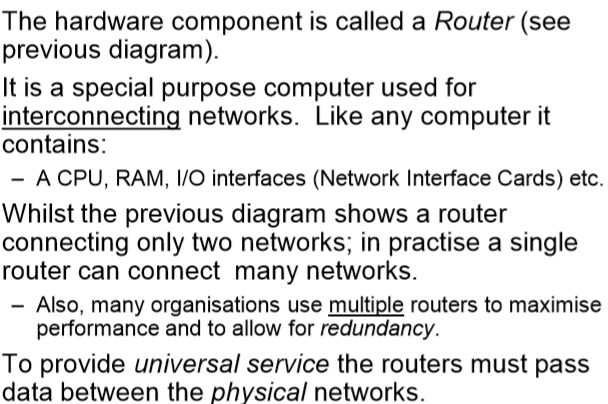 The hardware component is called a Router (see
previous diagram).
It is a special purpose computer used for
interconnecting networks. Like any computer it
contains:
– A CPU, RAM, I/O interfaces (Network Interface Cards) etc.
Whilst the previous diagram shows a router
connecting only two networks; in practise a single
router can connect many networks.
– Also, many organisations use multiple routers to maximise
performance and to allow for redundancy.
To provide universal service the routers must pass
data between the physical networks.